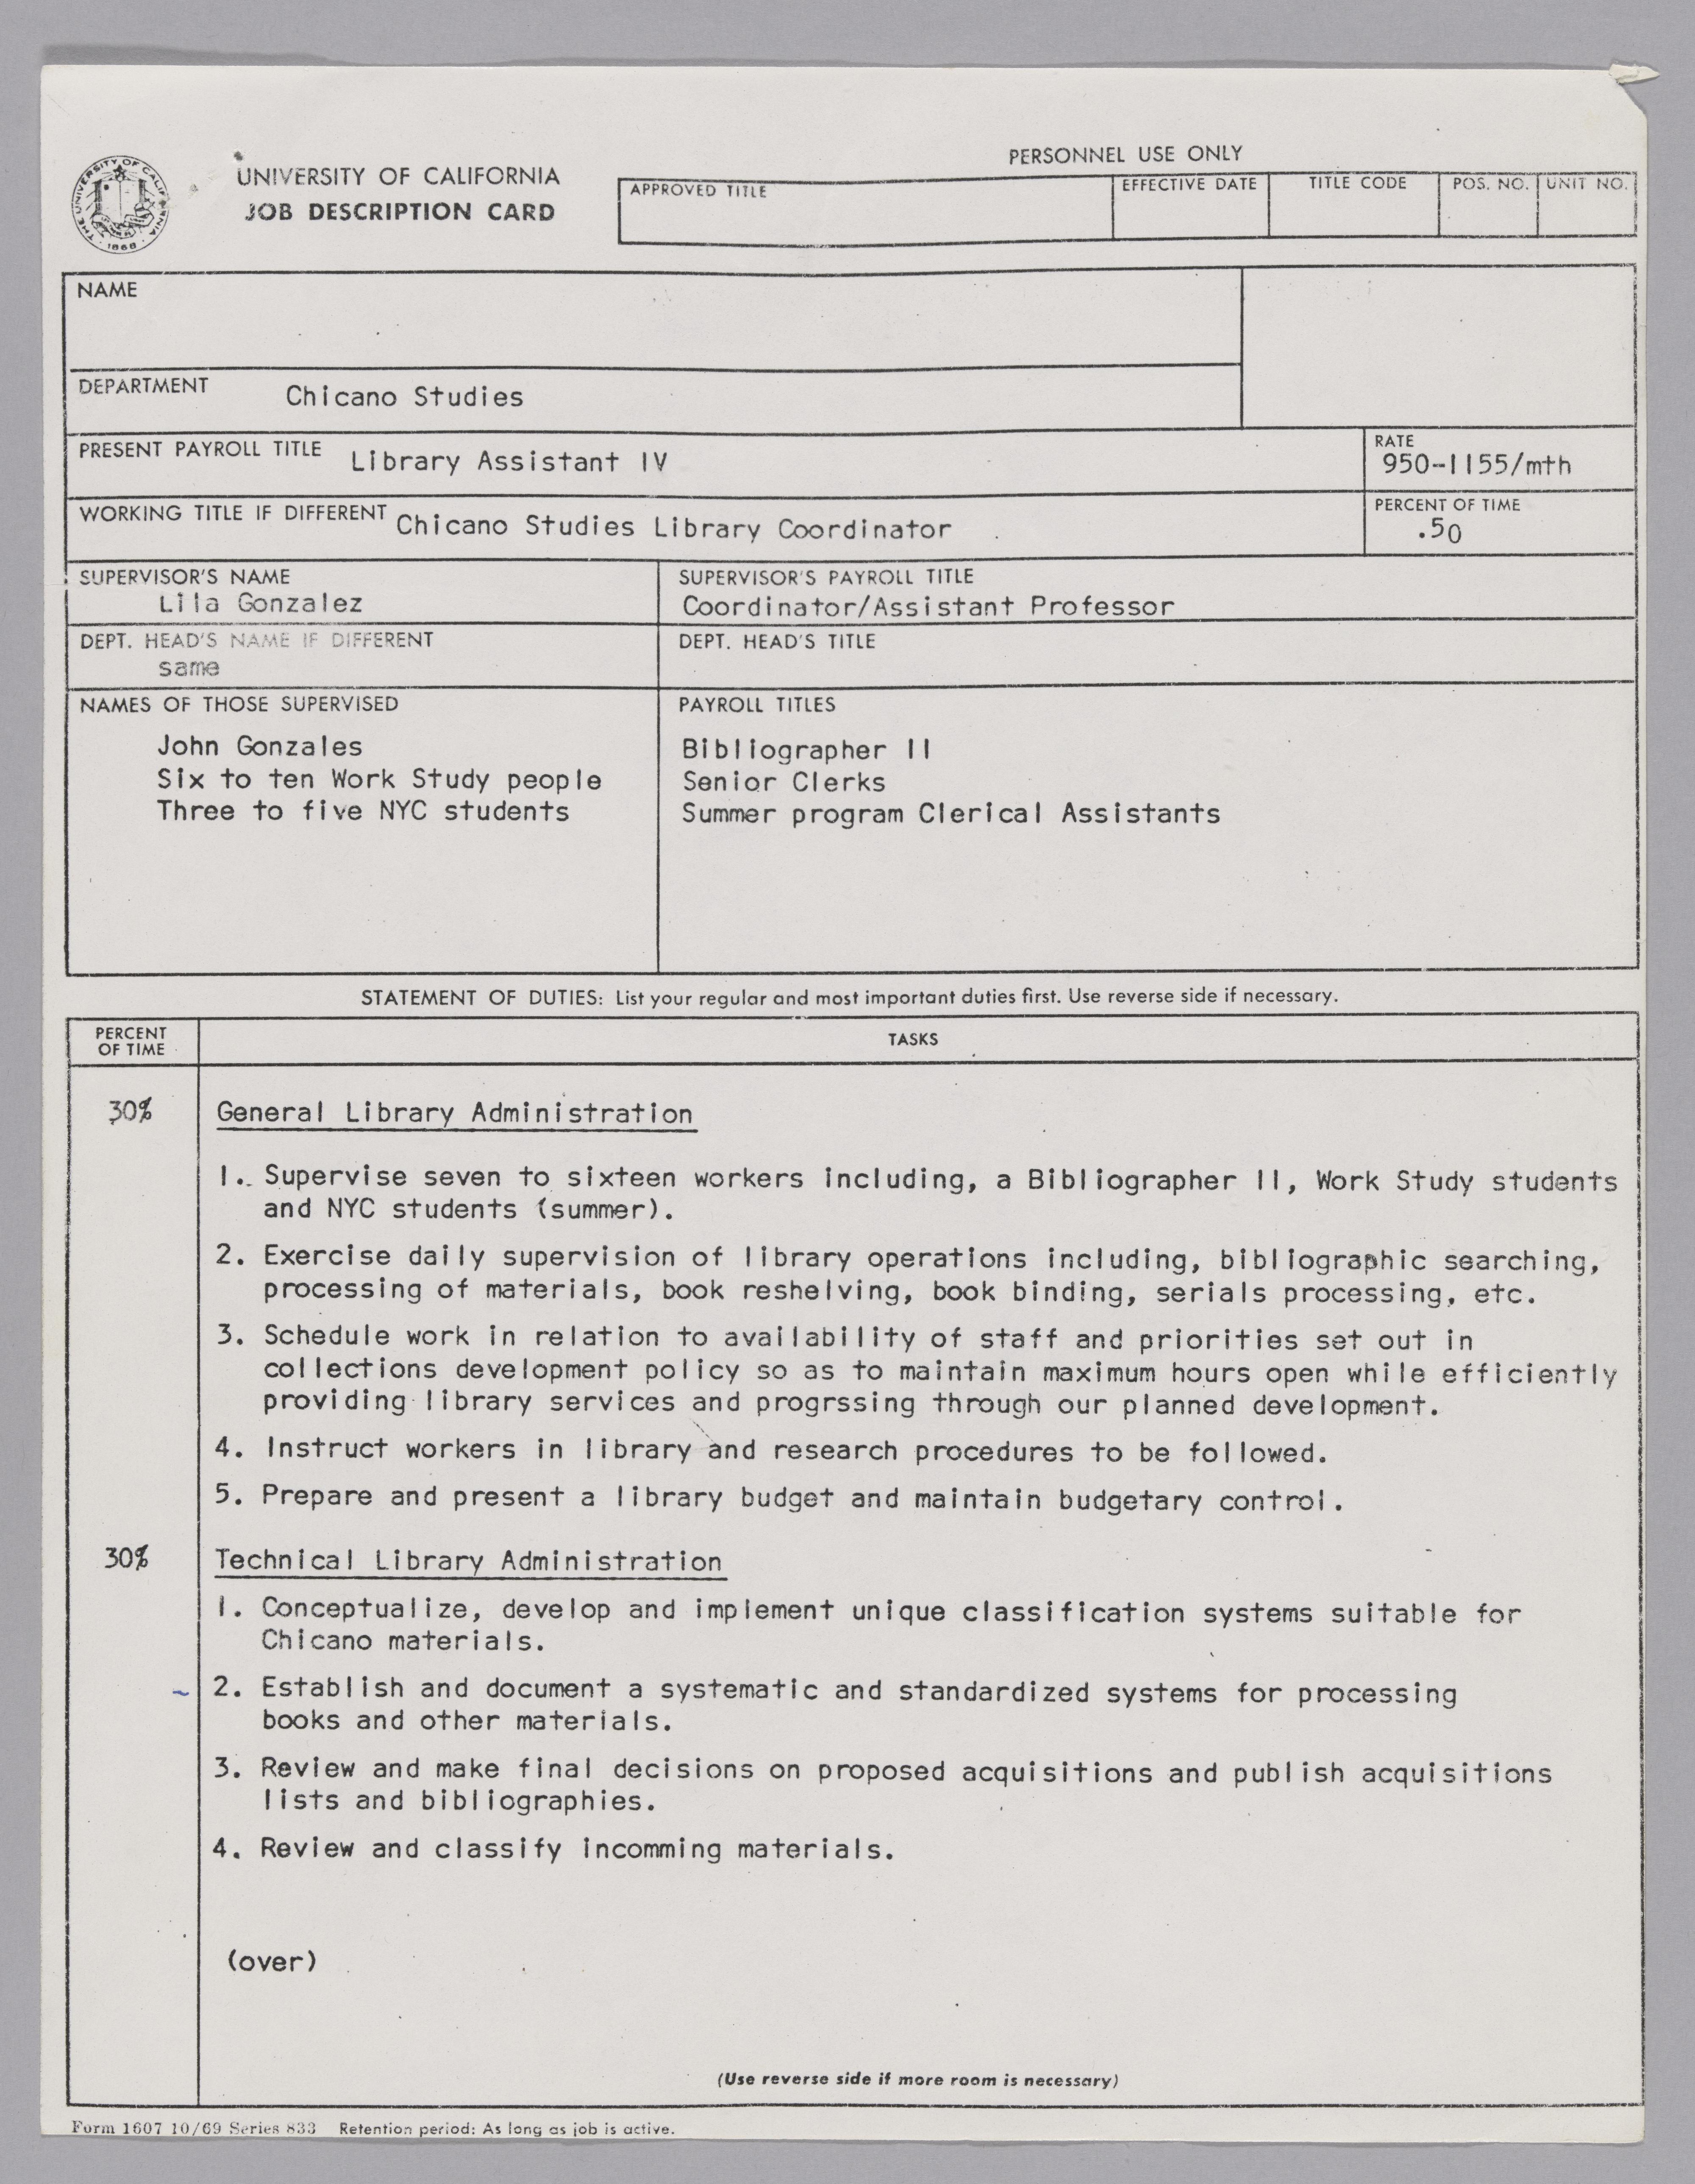 THE UNIVERSITY OF CALIFORNIA
1868
UNIVERSITY OF CALIFORNIA
JOB DESCRIPTION CARD
PERSONNEL USE ONLY
APPROVED TITLE EFFECTIVE DATE TITLE CODE POS. NO. UNIT NO.
NAME
DEPARTMENT Chicano Studies
PRESENT PAYROLL TITLE Library Assistant IV
RATE
950-1155/mth
WORKING TITLE IF DIFFERENT Chicano Studies Library Coordinator
PERCENT OF TIME
.50
SUPERVISOR'S NAME SUPERVISOR'S PAYROLL TITLE
Lila Gonzalez Coordinator/Assistant Professor
DEPT. HEAD'S NAME IF DIFFERENT DEPT. HEAD'S TITLE
same
NAMES OF THOSE SUPERVISED PAYROLL TITLES
John Gonzales Bibliographer II
Six to ten Work Study people Senior Clerks
Three to five NYC students Summer program Clerical Assistants
STATEMENT OF DUTIES: List your regular and most important duties first. Use reverse side if necessary.
PERCENT
OF TIME
TASKS
30% General Library Administration
1. Supervise seven to sixteen workers including, a Bibliographer II, Work Study students
and NYC students (summer).
2. Exercise daily supervision of library operations including, bibliographic searching,
processing of materials, book reshelving, book binding, serials processing, etc.
3. Schedule work in relation to availability of staff and priorities set out in
collections development policy so as to maintain maximum hours open while efficiently
providing library services and progrssing through our planned development.
4. Instruct workers in library and research procedures to be followed.
5. Prepare and present a library budget and maintain budgetary control.
30% Technical Library Administration
1. Conceptualize, develop and implement unique classification systems suitable for
Chicano materials.
2. Establish and document a systematic and standardized systems for processing
books and other materials.
3. Review and make final decisions on proposed acquisitions and publish acquisitions
lists and bibliographies.
4. Review and classify incomming materials.
(over)
(Use reverse side if more room is necessary)
Form 1607 10/69 Series 833 Retention period: As long as job is active.